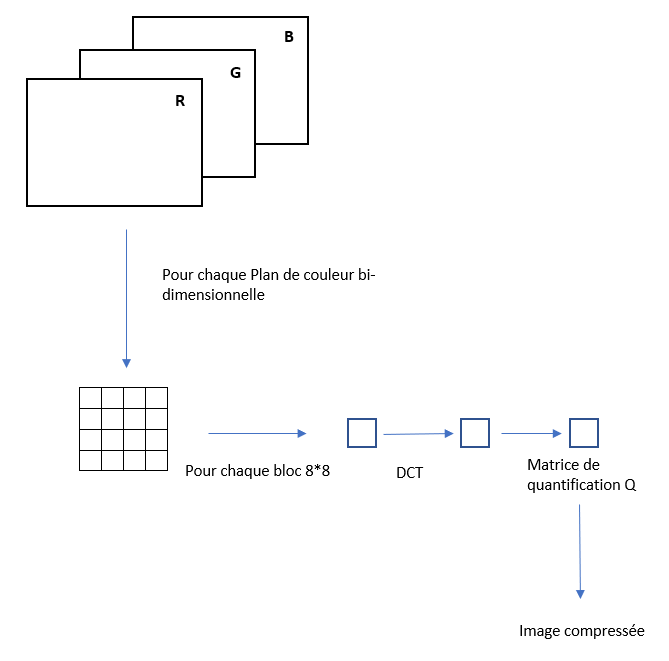 B
G
R
Pour chaque Plan de couleur bi-
dimensionnelle
Pour chaque bloc 8*8
DCT
Matrice de
quantification Q
Image compressée